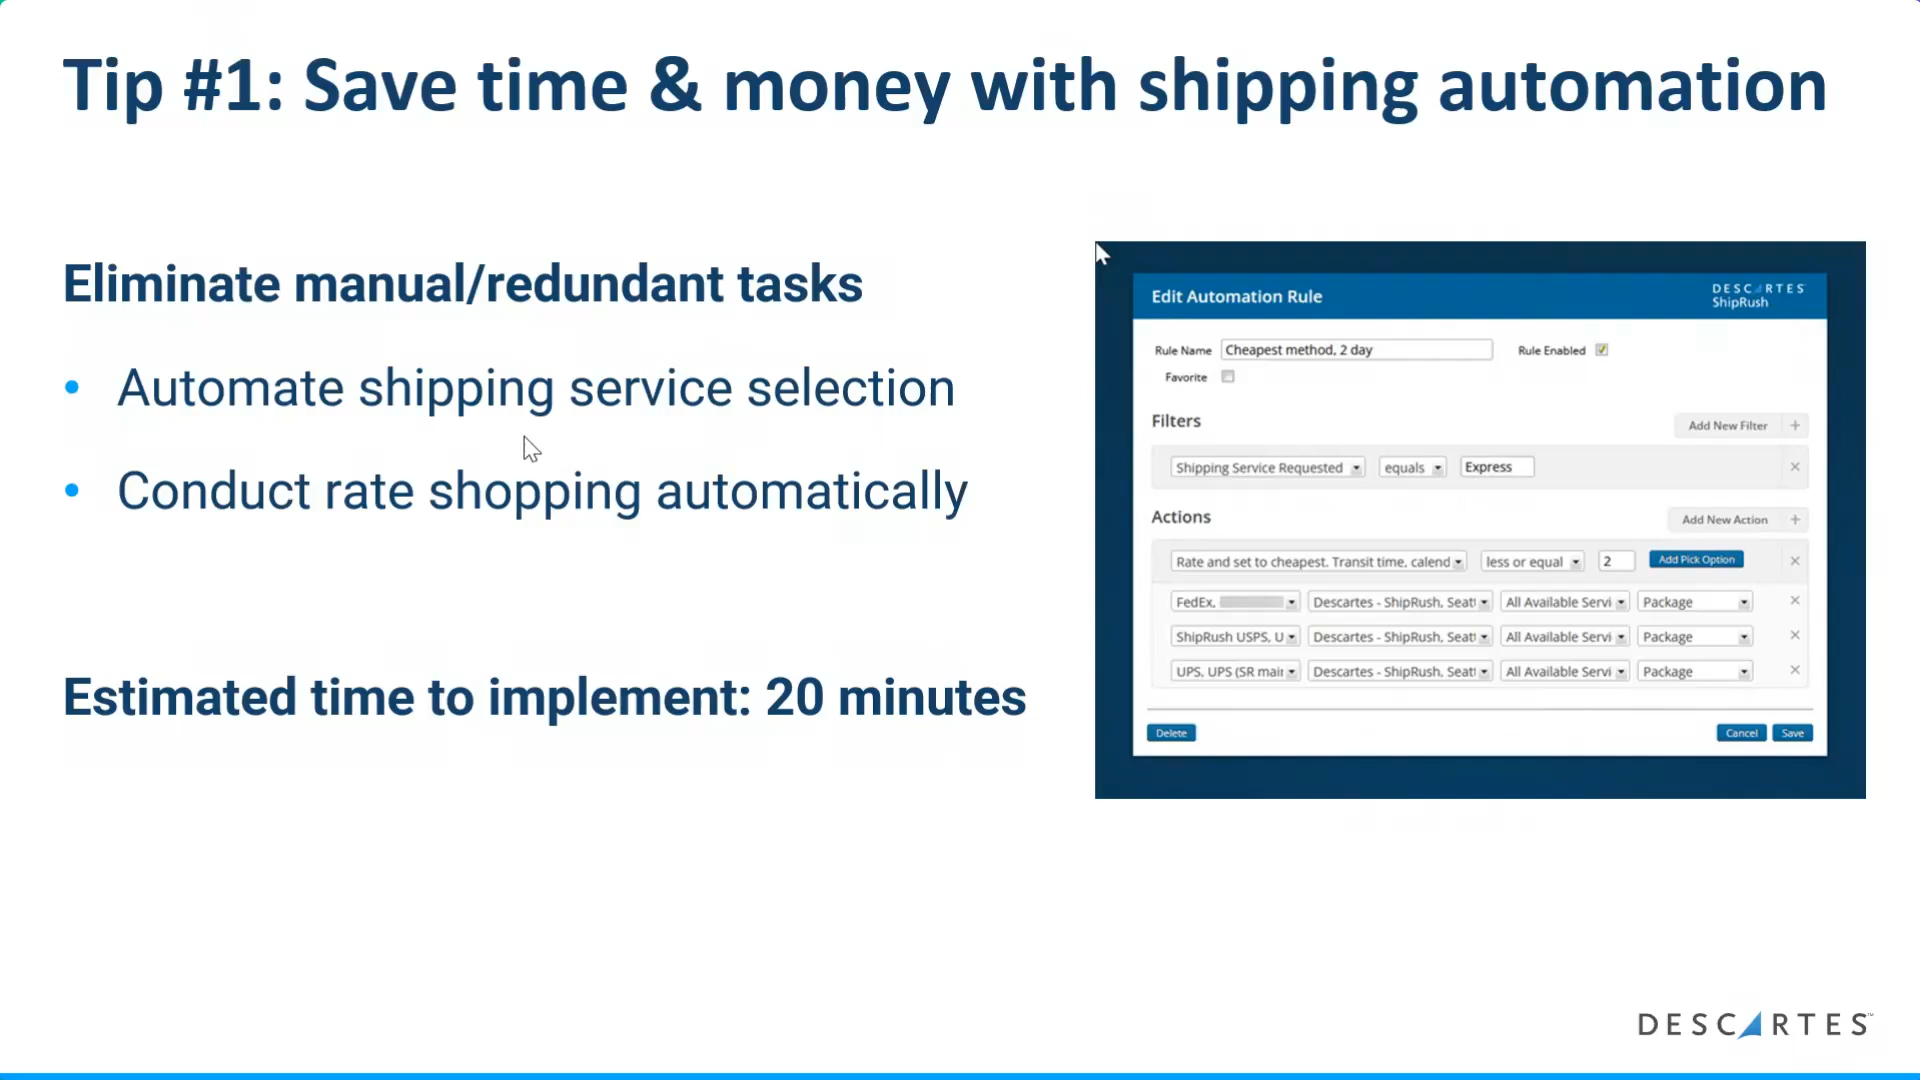 Tip #1: Save time & money with shipping automation
Eliminate manual/redundant tasks
• Automate shipping service selection
• Conduct rate shopping automatically
Estimated time to implement: 20 minutes
Edit Automation Rule
DESCARTES™
ShipRush
Rule Name Cheapest method, 2 day Rule Enabled
Favorite
Filters
Add New Filter +
Shipping Service Requested equals Express ×
Actions
Add New Action +
Rate and set to cheapest. Transit time, calend less or equal 2 Add Pick Option ×
FedEx, Descartes - ShipRush, Seatt All Available Servi Package ×
ShipRush USPS, U Descartes - ShipRush, Seatt All Available Servi Package ×
UPS, UPS (SR main Descartes - ShipRush, Seatt All Available Servi Package ×
Delete Cancel Save
DESCARTES™